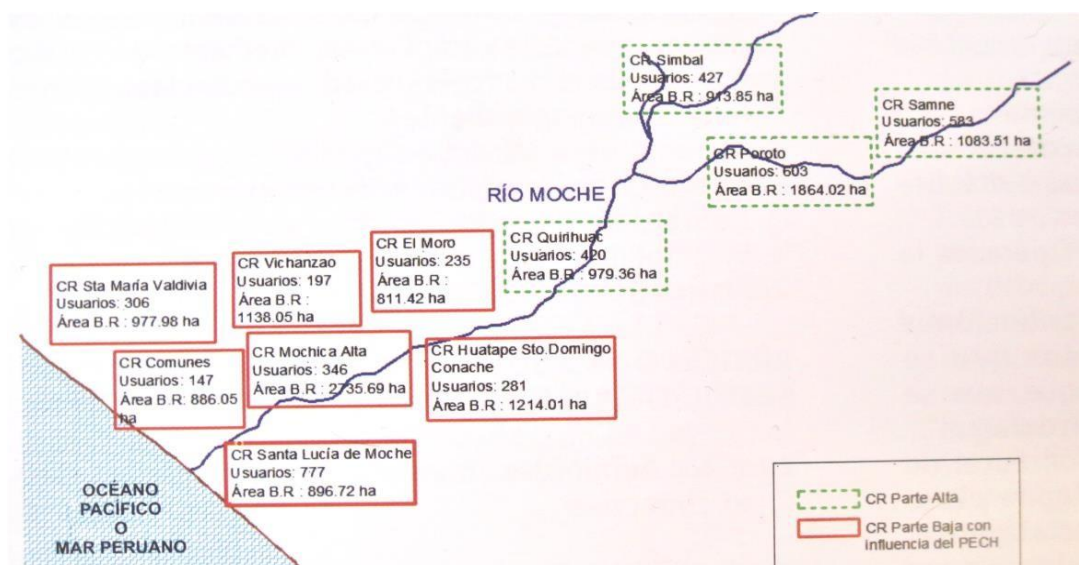 CR Simbal
Usuarios: 427
Área B.R : 913.85 ha
CR Samne
Usuarios: 583
Área B.R : 1083.51 ha
CR Poroto
Usuarios: 603
Área B.R : 1864.02 ha
RÍO MOCHE
CR Quirihuac
Usuarios: 420
Área B.R : 979.36 ha
CR El Moro
Usuarios: 235
Área B.R :
811.42 ha
CR Vichanzao
Usuarios: 197
Área B.R :
1138.05 ha
CR Sta María Valdivia
Usuarios: 306
Área B.R : 977.98 ha
CR Comunes
Usuarios: 147
Área B.R: 886.05
ha
CR Mochica Alta
Usuarios: 346
Área B.R : 2735.69 ha
CR Huatape Sto.Domingo
Conache
Usuarios: 281
Área B.R : 1214.01 ha
CR Santa Lucía de Moche
Usuarios: 777
Área B.R : 896.72 ha
OCÉANO
PACÍFICO
O
MAR PERUANO
CR Parte Alta
CR Parte Baja con
influencia del PECH